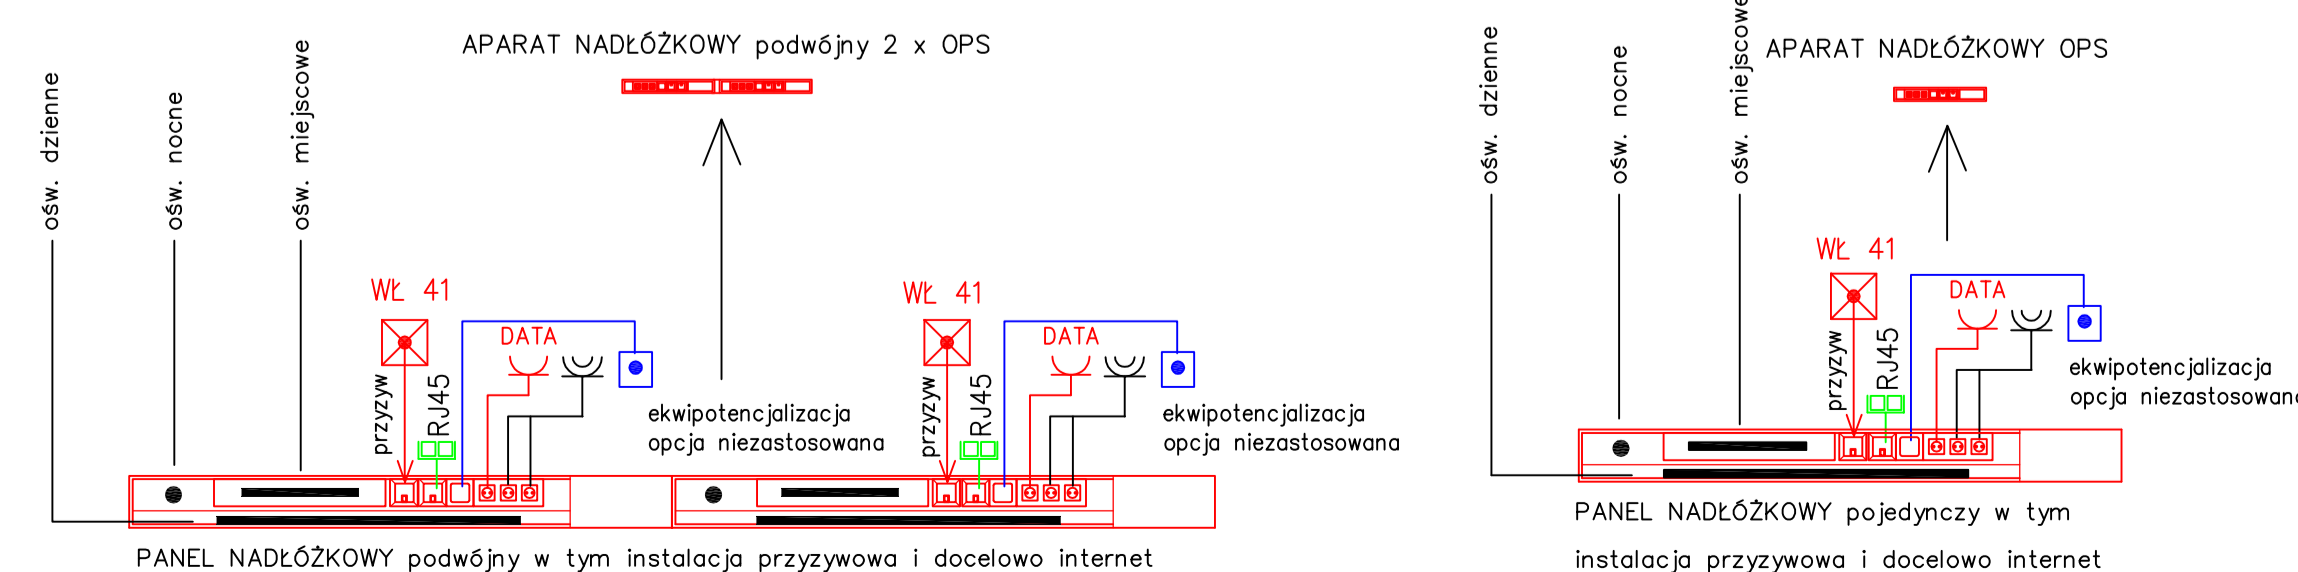 APARAT NADŁÓŻKOWY podwójny 2 x OPS
ośw. dzienne
ośw. nocne
ośw. miejscowe
WŁ 41
przyzyw
RJ45
DATA
ekwipotencjalizacja
opcja niezastosowana
WŁ 41
przyzyw
RJ45
DATA
ekwipotencjalizacja
opcja niezastosowana
PANEL NADŁÓŻKOWY podwójny w tym instalacja przyzywowa i docelowo internet
APARAT NADŁÓŻKOWY OPS
ośw. dzienne
ośw. nocne
ośw. miejscowe
WŁ 41
przyzyw
RJ45
DATA
ekwipotencjalizacja
opcja niezastosowana
PANEL NADŁÓŻKOWY pojedynczy w tym
instalacja przyzywowa i docelowo internet